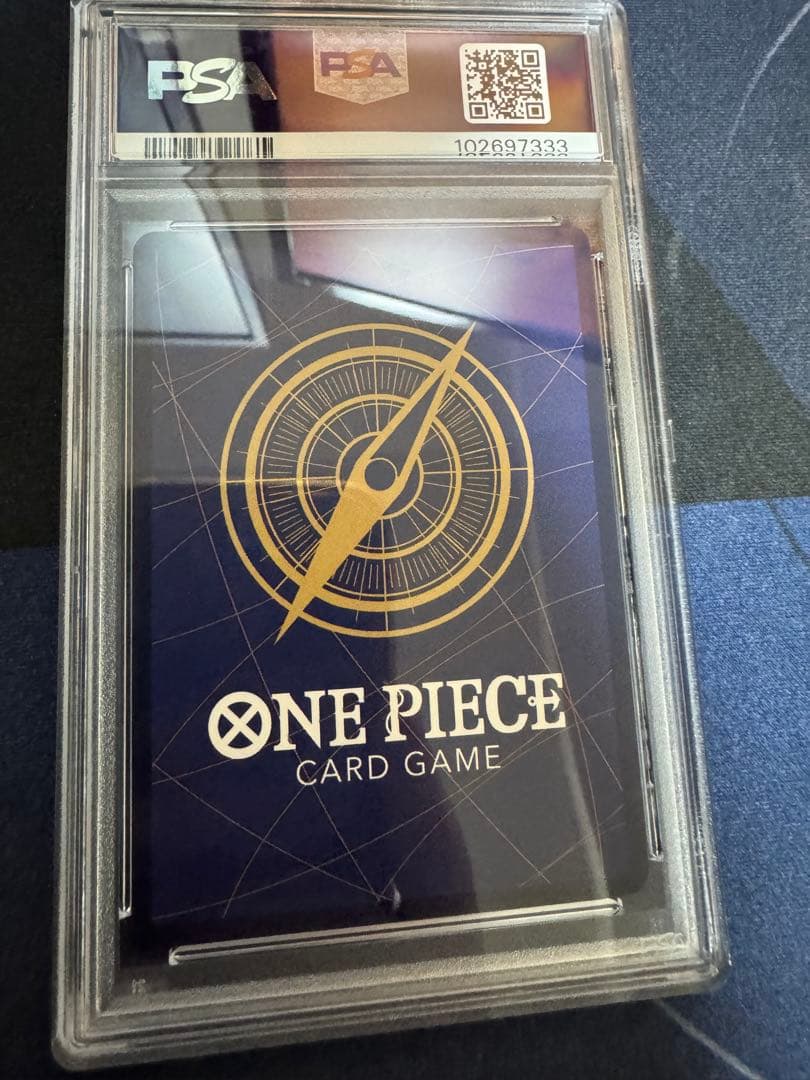 PSA
PSA
102697333
ONE PIECE
CARD GAME